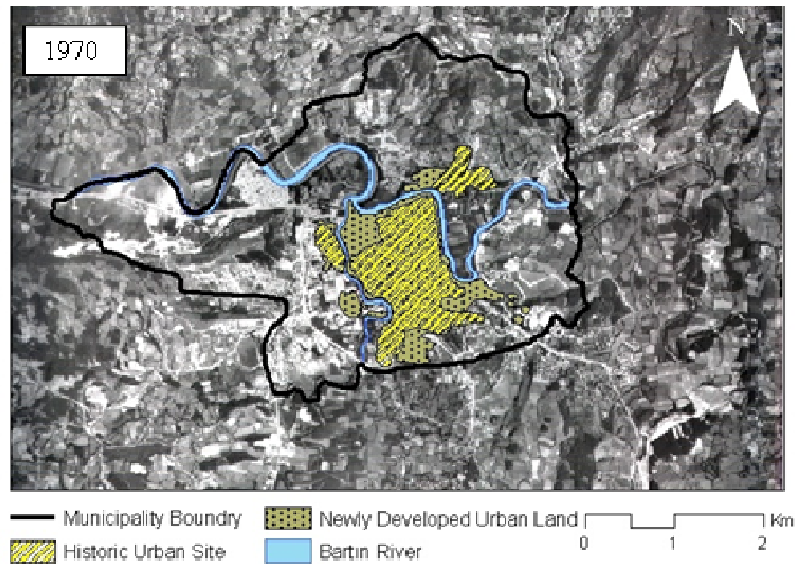 1970
N
Municipality Boundry
Newly Developed Urban Land
Km
Historic Urban Site
Bartın River
0 1 2